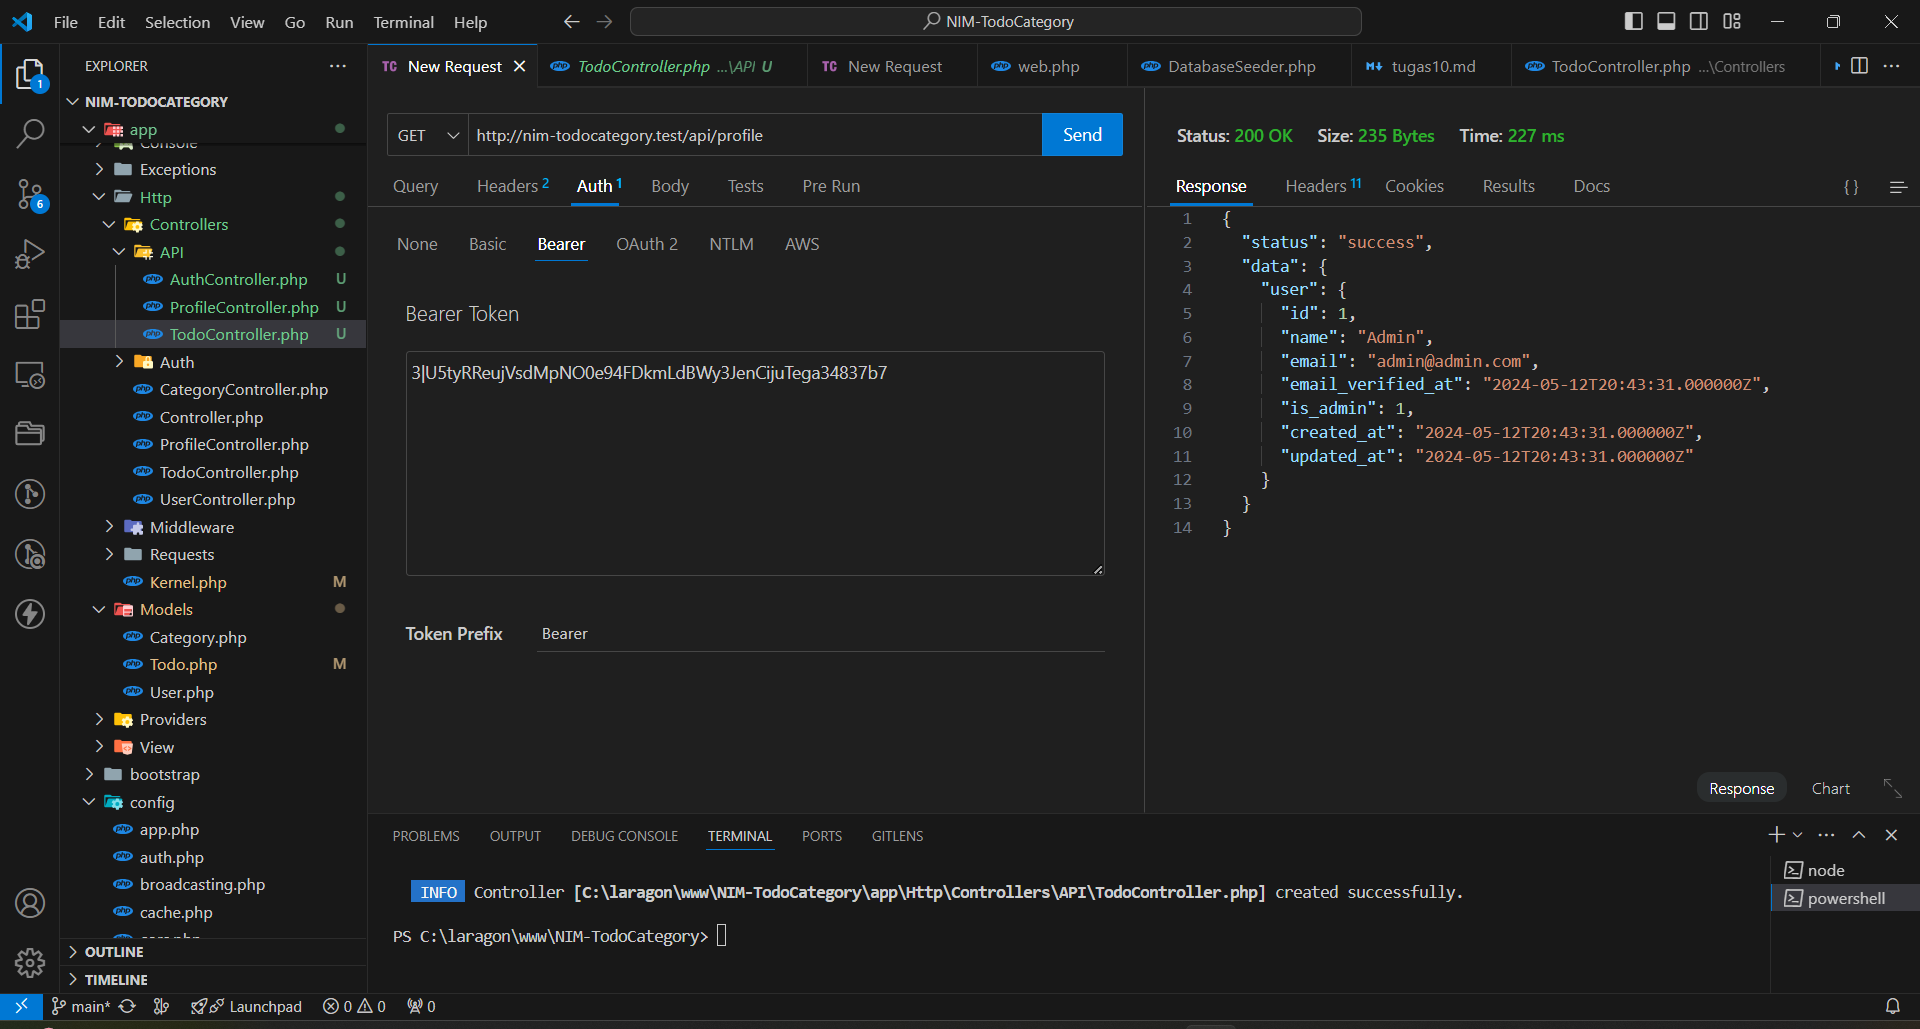 File Edit Selection View Go Run Terminal Help
NIM-TodoCategory
EXPLORER
NIM-TODOCATEGORY
app
Console
Exceptions
Http
Controllers
API
AuthController.php U
ProfileController.php U
TodoController.php U
Auth
CategoryController.php
Controller.php
ProfileController.php
TodoController.php
UserController.php
Middleware
Requests
Kernel.php M
Models
Category.php
Todo.php M
User.php
Providers
View
bootstrap
config
app.php
auth.php
broadcasting.php
cache.php
OUTLINE
TIMELINE
1
6
TC New Request
php TodoController.php ...\API U
TC New Request
php web.php
php DatabaseSeeder.php
tugas10.md
php TodoController.php ...\Controllers
GET http://nim-todocategory.test/api/profile Send
Query Headers 2 Auth 1 Body Tests Pre Run
None Basic Bearer OAuth 2 NTLM AWS
Bearer Token
3|U5tyRReujVsdMpNO0e94FDkmLdBWy3JenCijuTega34837b7
Token Prefix Bearer
Status: 200 OK Size: 235 Bytes Time: 227 ms
Response Headers 11 Cookies Results Docs {}
1 {
2 "status": "success",
3 "data": {
4 "user": {
5 "id": 1,
6 "name": "Admin",
7 "email": "admin@admin.com",
8 "email_verified_at": "2024-05-12T20:43:31.000000Z",
9 "is_admin": 1,
10 "created_at": "2024-05-12T20:43:31.000000Z",
11 "updated_at": "2024-05-12T20:43:31.000000Z"
12 }
13 }
14 }
Response Chart
PROBLEMS OUTPUT DEBUG CONSOLE TERMINAL PORTS GITLENS
INFO Controller [C:\laragon\www\NIM-TodoCategory\app\Http\Controllers\API\TodoController.php] created successfully.
PS C:\laragon\www\NIM-TodoCategory>
node
powershell
main* Launchpad 0 0 0